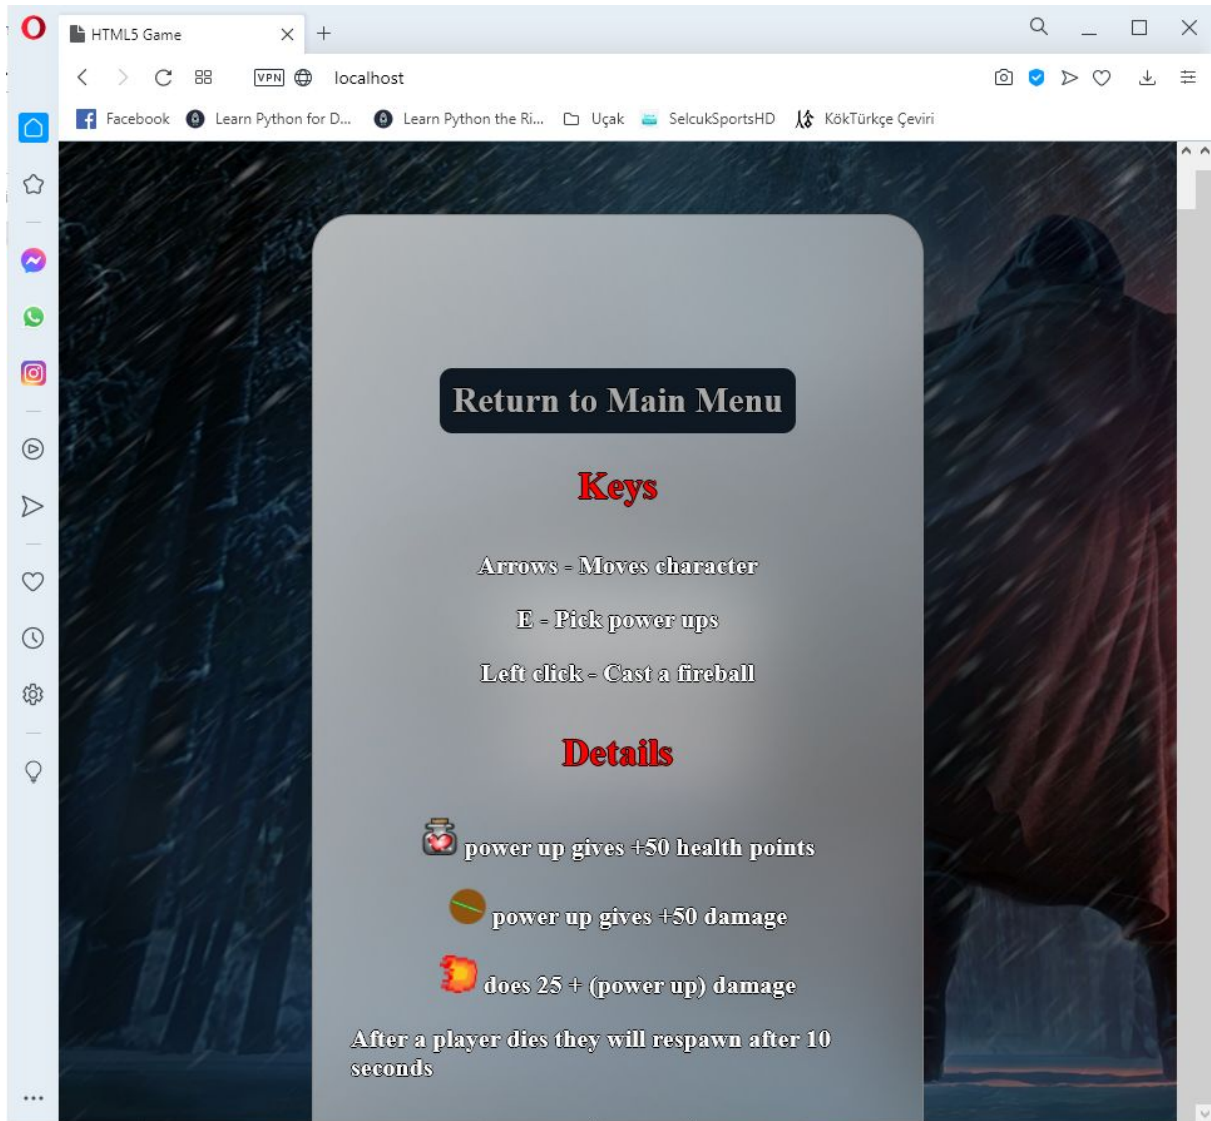 HTML5 Game
VPN
localhost
Facebook
Learn Python for D...
Learn Python the Ri...
Uçak
SelcukSportsHD
KökTürkçe Çeviri
Return to Main Menu
Keys
Arrows - Moves character
E - Pick power ups
Left click - Cast a fireball
Details
power up gives +50 health points
power up gives +50 damage
does 25 + (power up) damage
After a player dies they will respawn after 10
seconds